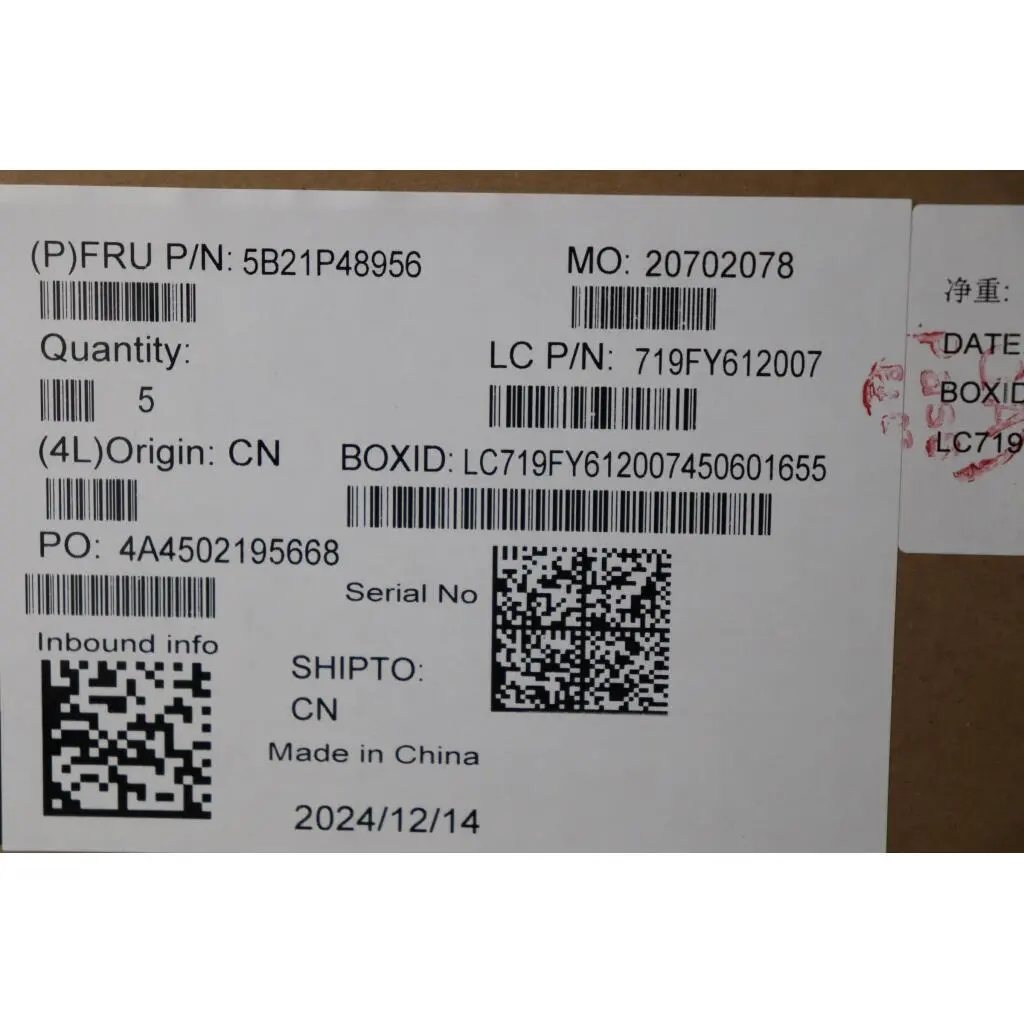 (P)FRU P/N: 5B21P48956
MO: 20702078
Quantity:
5
LC P/N: 719FY612007
(4L)Origin: CN
BOXID: LC719FY612007450601655
PO: 4A4502195668
Serial No
Inbound info
SHIPTO:
CN
Made in China
2024/12/14
净重:
DATE
BOXID
LC719